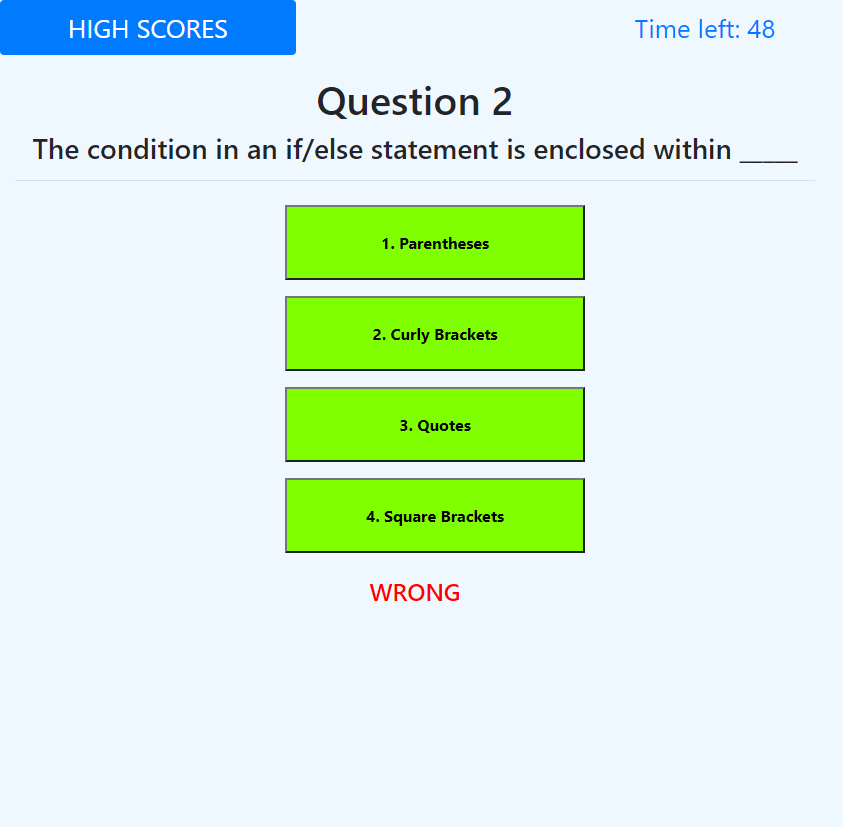 HIGH SCORES
Time left: 48
Question 2
The condition in an if/else statement is enclosed within _____
1. Parentheses
2. Curly Brackets
3. Quotes
4. Square Brackets
WRONG